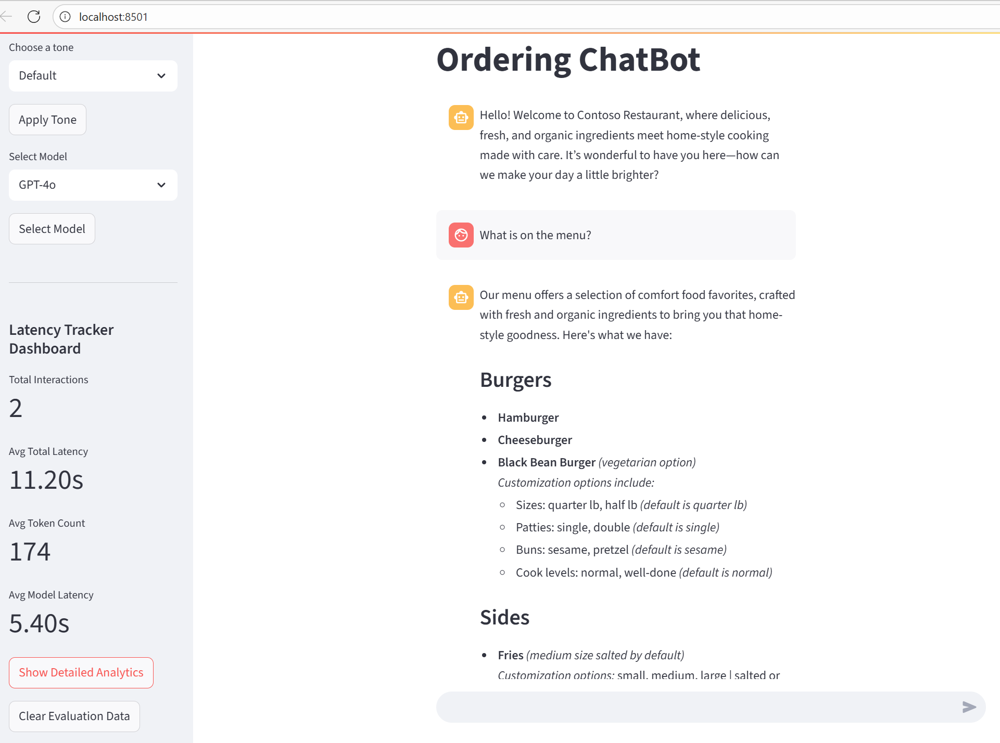 localhost:8501
Choose a tone
Default
Apply Tone
Select Model
GPT-4o
Select Model
Latency Tracker
Dashboard
Total Interactions
2
Avg Total Latency
11.20s
Avg Token Count
174
Avg Model Latency
5.40s
Show Detailed Analytics
Clear Evaluation Data
Ordering ChatBot
Hello! Welcome to Contoso Restaurant, where delicious,
fresh, and organic ingredients meet home-style cooking
made with care. It’s wonderful to have you here—how can
we make your day a little brighter?
What is on the menu?
Our menu offers a selection of comfort food favorites, crafted
with fresh and organic ingredients to bring you that home-
style goodness. Here's what we have:
Burgers
• Hamburger
• Cheeseburger
• Black Bean Burger (vegetarian option)
Customization options include:
◦ Sizes: quarter lb, half lb (default is quarter lb)
◦ Patties: single, double (default is single)
◦ Buns: sesame, pretzel (default is sesame)
◦ Cook levels: normal, well-done (default is normal)
Sides
• Fries (medium size salted by default)
Customization options: small, medium, large | salted or